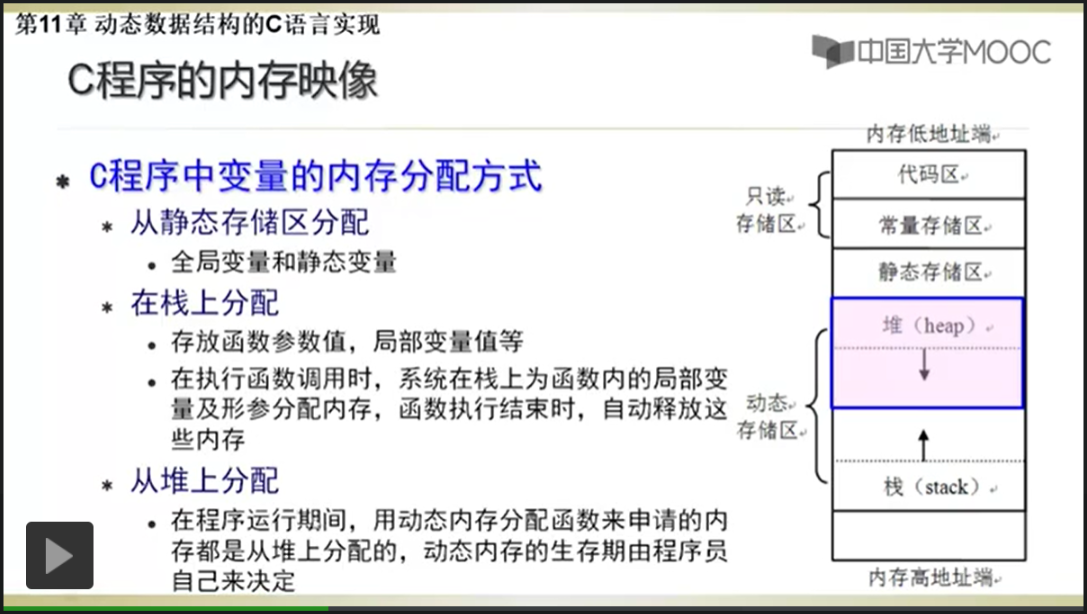 第11章 动态数据结构的C语言实现
中国大学MOOC
C程序的内存映像
* C程序中变量的内存分配方式
* 从静态存储区分配
• 全局变量和静态变量
* 在栈上分配
• 存放函数参数值，局部变量值等
• 在执行函数调用时，系统在栈上为函数内的局部变
量及形参分配内存，函数执行结束时，自动释放这
些内存
* 从堆上分配
• 在程序运行期间，用动态内存分配函数来申请的内
存都是从堆上分配的，动态内存的生存期由程序员
自己来决定
内存低地址端
只读
存储区
代码区
常量存储区
静态存储区
堆（heap）
动态
存储区
栈（stack）
内存高地址端